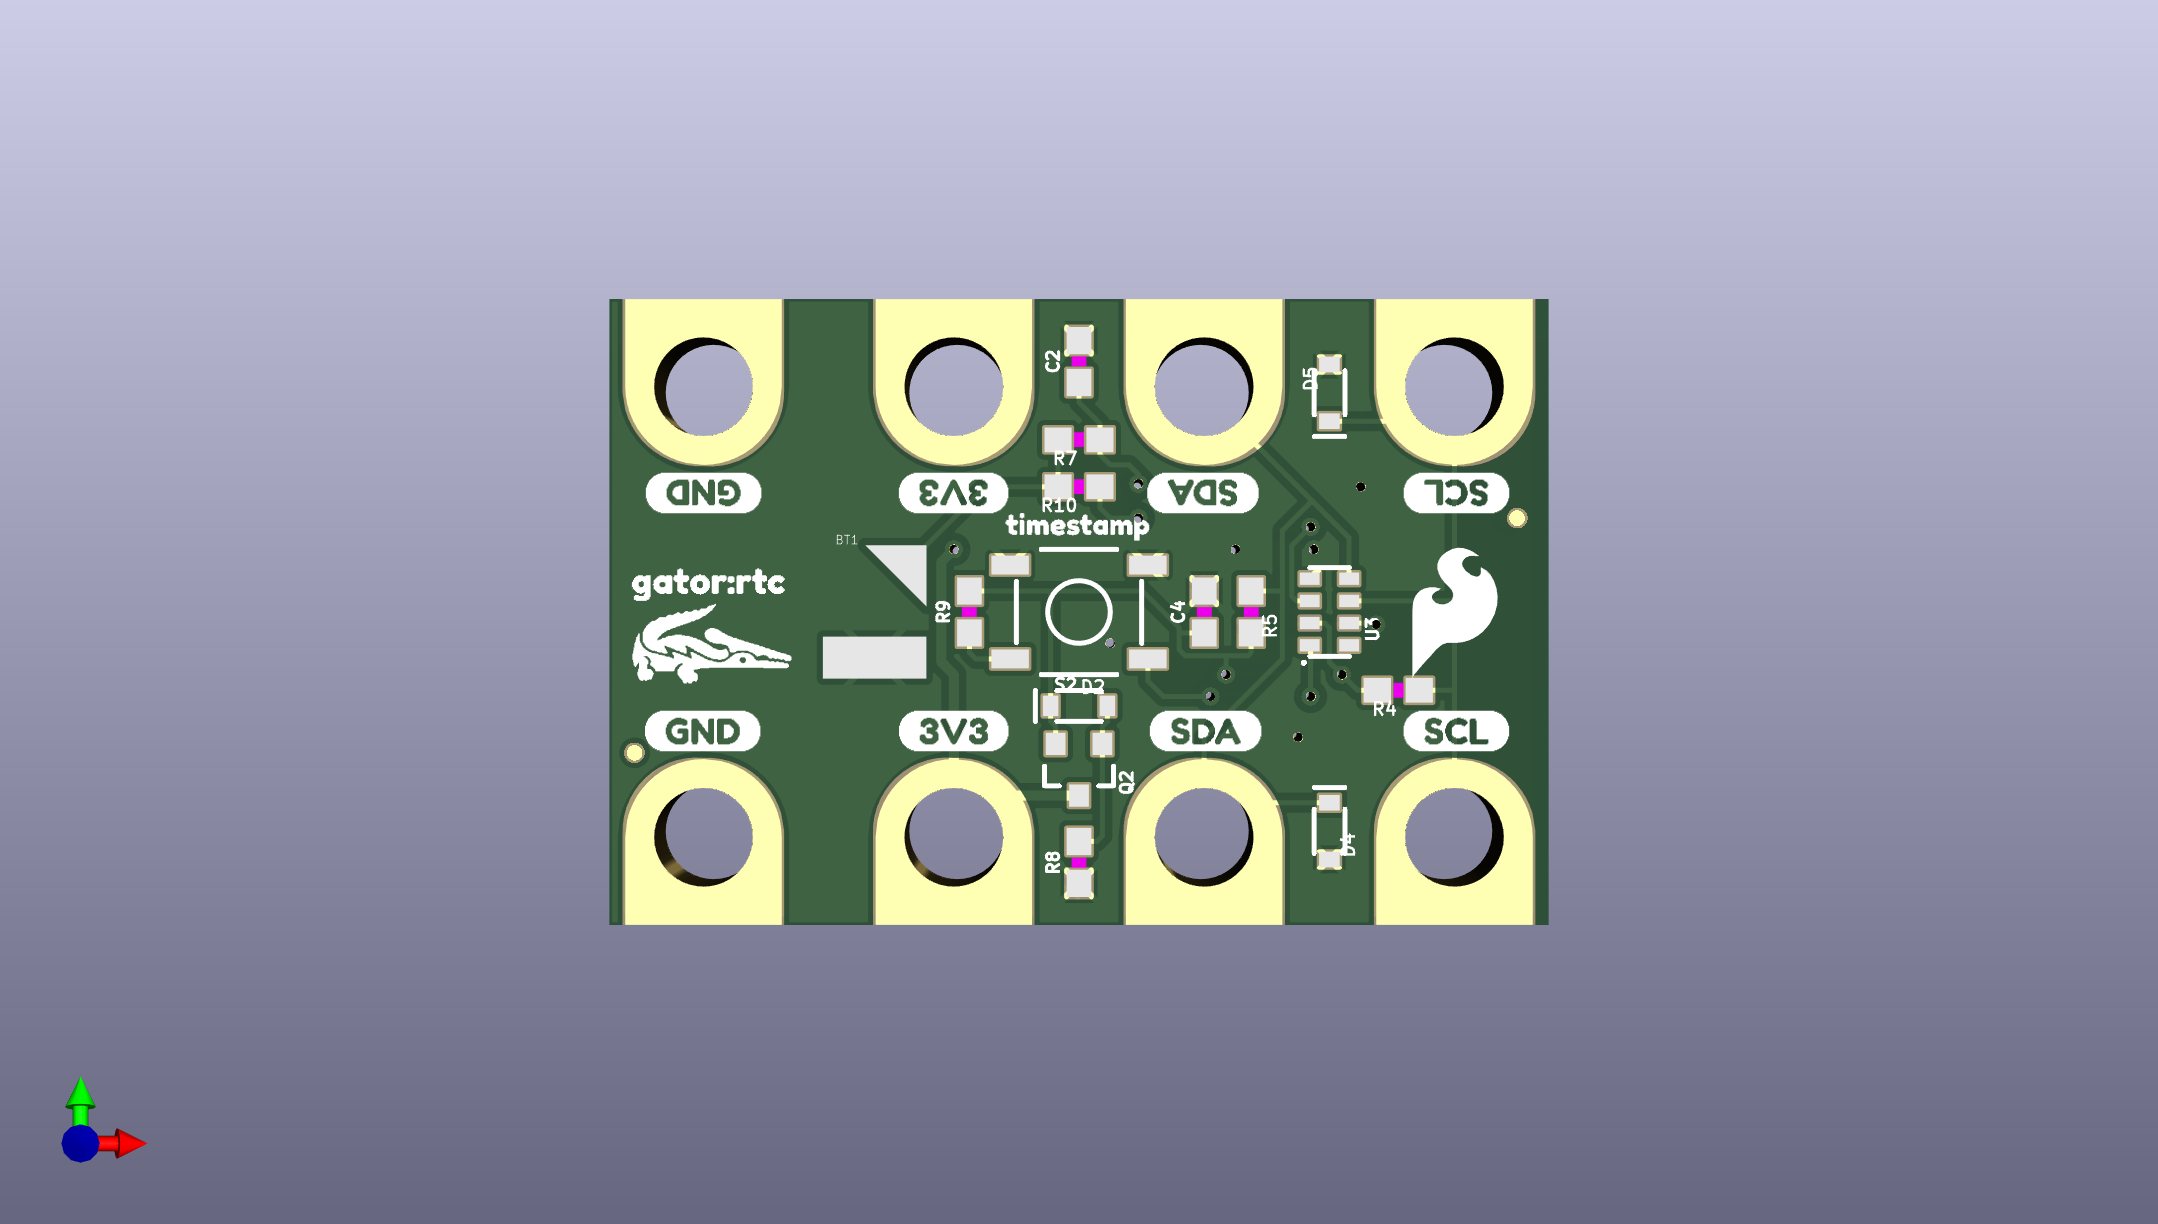 C2
D5
R7
GND
3V3
SDA
SCL
R10
timestamp
BT1
gator:rtc
R9
C4
R5
U3
S2
D2
R4
GND
3V3
SDA
SCL
Q2
D4
R8